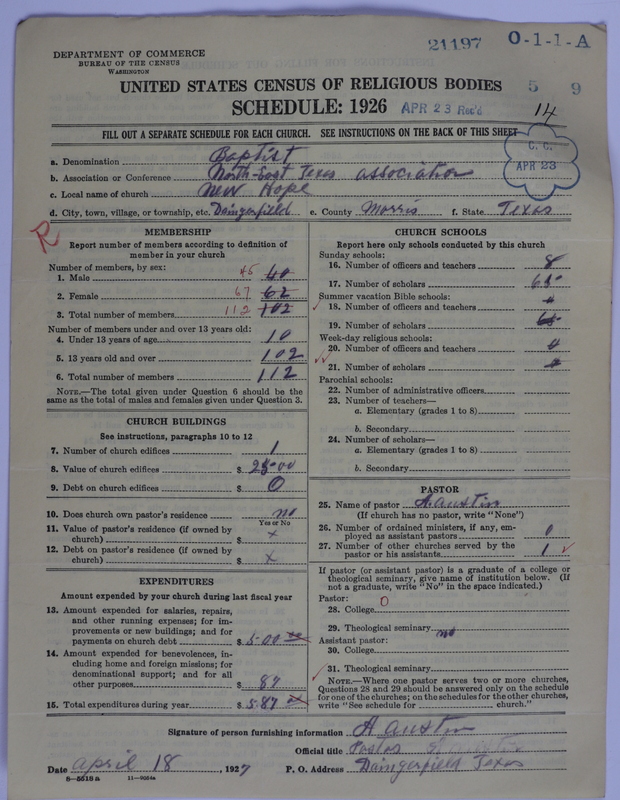 21197 0-1-1-A
DEPARTMENT OF COMMERCE
BUREAU OF THE CENSUS
WASHINGTON
UNITED STATES CENSUS OF RELIGIOUS BODIES 5 9
SCHEDULE: 1926 APR 23 Rec'd 14
FILL OUT A SEPARATE SCHEDULE FOR EACH CHURCH. SEE INSTRUCTIONS ON THE BACK OF THIS SHEET
C. C.
APR 23
a. Denomination Baptist
b. Association or Conference North-East Texas association
c. Local name of church New Hope
d. City, town, village, or township, etc. Daingerfield e. County Morris f. State Texas
R
MEMBERSHIP
Report number of members according to definition of
member in your church
Number of members, by sex:
1. Male 45 40
2. Female 67 62
3. Total number of members 112 102
Number of members under and over 13 years old:
4. Under 13 years of age 10
5. 13 years old and over 102
6. Total number of members 112
NOTE.—The total given under Question 6 should be
same as the total of males and females given under Question 3.
CHURCH BUILDINGS
See instructions, paragraphs 10 to 12
7. Number of church edifices 1
8. Value of church edifices $
9. Debt on church edifices $ 0
10. Does church own pastor's residence no
Yes or No
11. Value of pastor's residence (if owned by
church) $ x
12. Debt on pastor's residence (if owned by
church) $ x
EXPENDITURES
Amount expended by your church during last fiscal year
13. Amount expended for salaries, repairs,
and other running expenses; for im-
provements or new buildings; and for
payments on church debt $ 500
14. Amount expended for benevolences, in-
cluding home and foreign missions; for
denominational support; and for all
other purposes $ 87
15. Total expenditures during year $ 587
CHURCH SCHOOLS
Report here only schools conducted by this church
Sunday schools:
16. Number of officers and teachers 8
17. Number of scholars
Summer vacation Bible schools:
18. Number of officers and teachers
19. Number of scholars
Week-day religious schools:
20. Number of officers and teachers
21. Number of scholars
Parochial schools:
22. Number of administrative officers
23. Number of teachers—
a. Elementary (grades 1 to 8)
b. Secondary
24. Number of scholars—
a. Elementary (grades 1 to 8)
b. Secondary
PASTOR
25. Name of pastor A. austin
(If church has no pastor, write "None")
26. Number of ordained ministers, if any, em-
ployed as assistant pastors 0
27. Number of other churches served by the
pastor or his assistants 1
If pastor (or assistant pastor) is a graduate of a college or
theological seminary, give name of institution below. (If
not a graduate, write "No" in the space indicated.)
Pastor:
28. College 0
29. Theological seminary no
Assistant pastor:
30. College
31. Theological seminary
NOTE.—Where one pastor serves two or more churches,
Questions 28 and 29 should be answered only on the schedule
for one of the churches; on the schedules for the other churches,
write "See schedule for church."
Signature of person furnishing information A austin
Official title Pastor
Date april 18, 1927 P. O. Address Daingerfield Texas
8-5518a 11-9054a